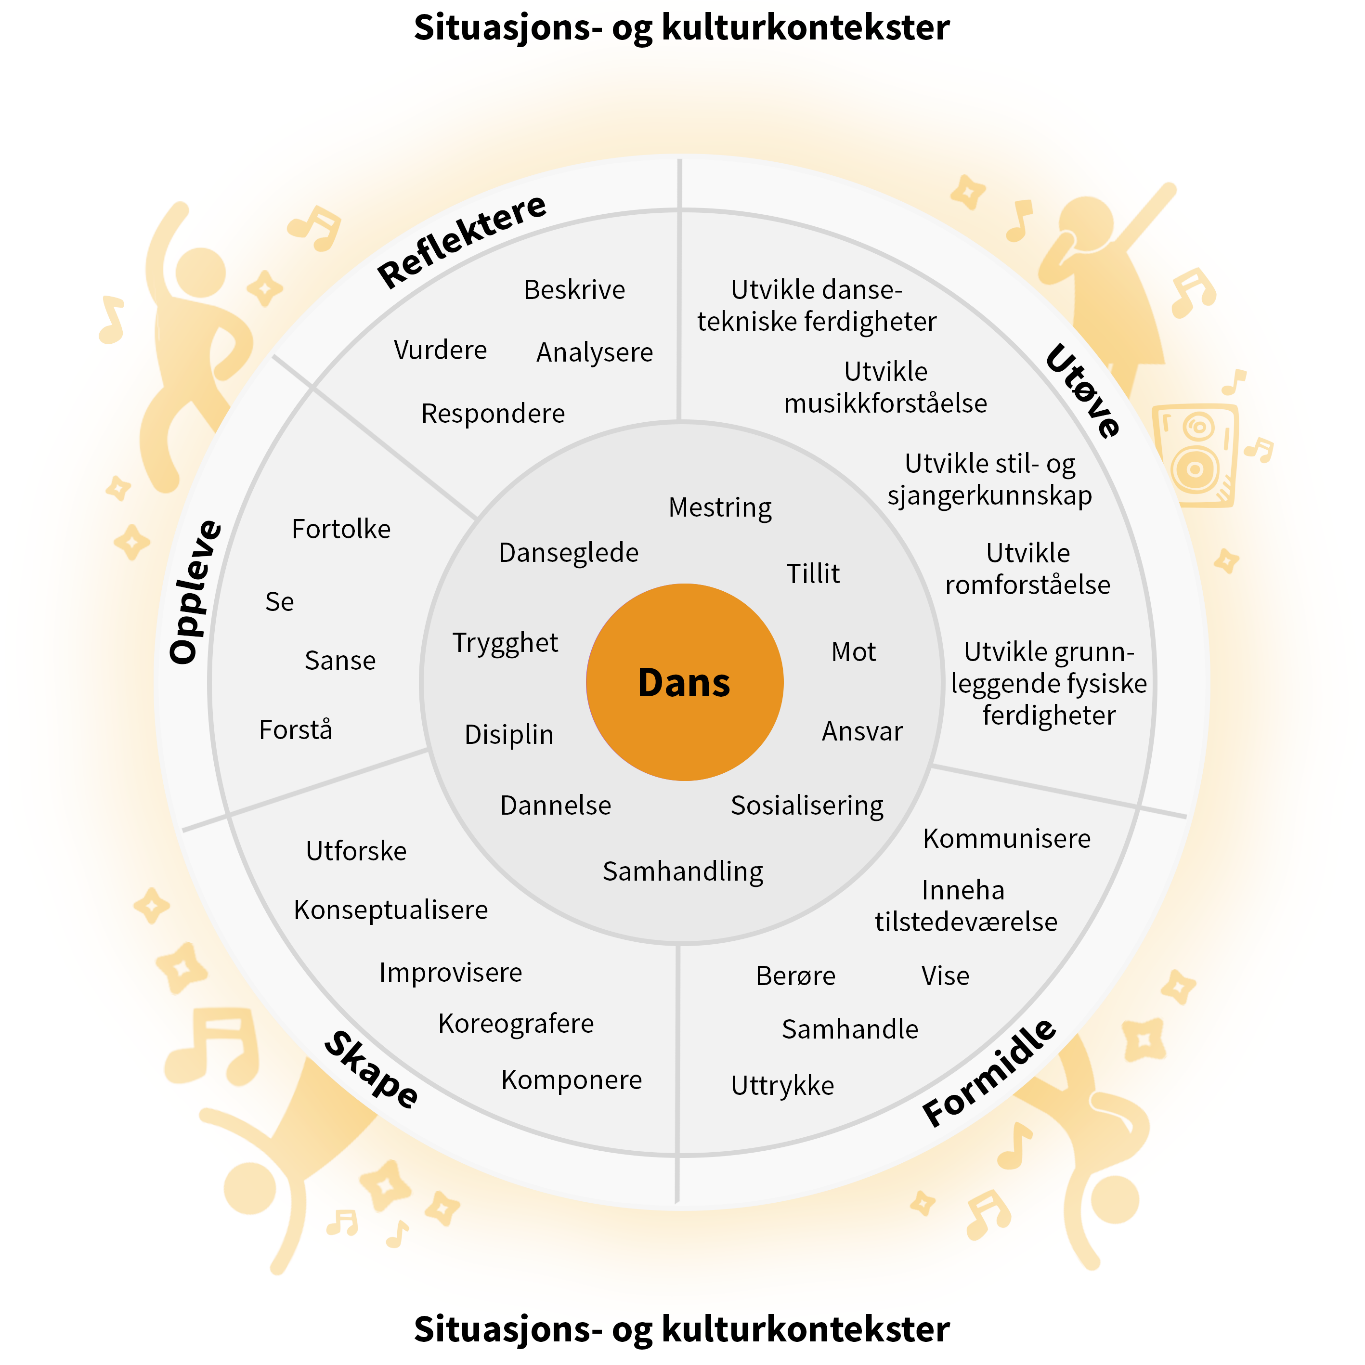 Situasjons- og kulturkontekster
Reflektere
Beskrive
Vurdere
Analysere
Respondere
Utøve
Utvikle danse-
tekniske ferdigheter
Utvikle
musikkforståelse
Utvikle stil- og
sjangerkunnskap
Utvikle
romforståelse
Utvikle grunn-
leggende fysiske
ferdigheter
Oppleve
Fortolke
Se
Sanse
Forstå
Mestring
Danseglede
Tillit
Trygghet
Mot
Dans
Disiplin
Ansvar
Dannelse
Sosialisering
Samhandling
Skape
Utforske
Konseptualisere
Improvisere
Koreografere
Komponere
Formidle
Kommunisere
Inneha
tilstedeværelse
Berøre
Vise
Samhandle
Uttrykke
Situasjons- og kulturkontekster